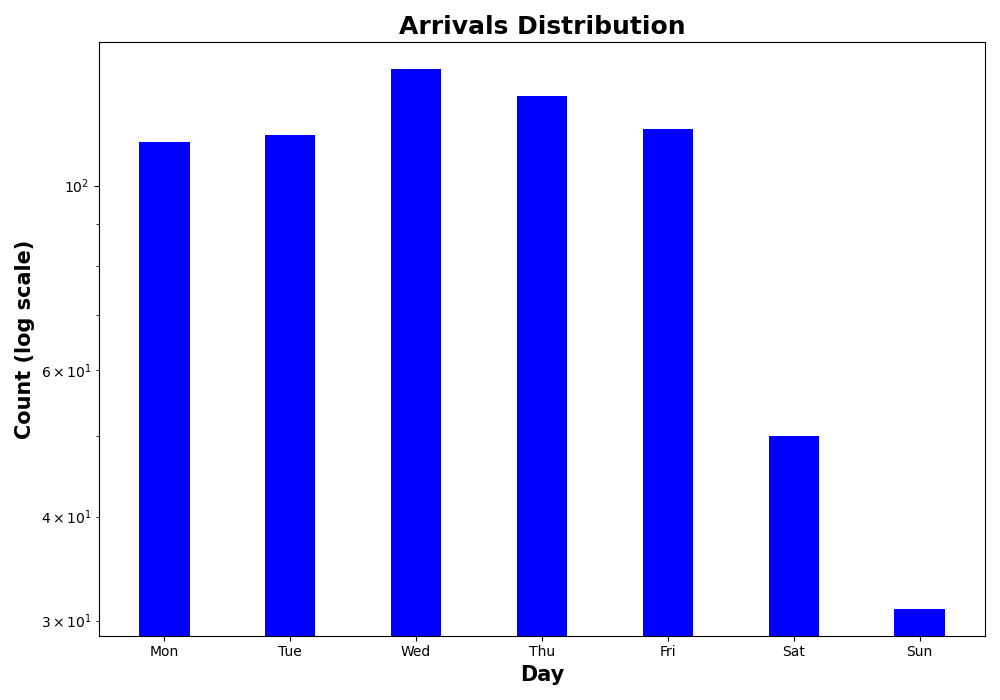 Arrivals Distribution
Count (log scale)
10²
6 × 10¹
4 × 10¹
3 × 10¹
Mon Tue Wed Thu Fri Sat Sun
Day